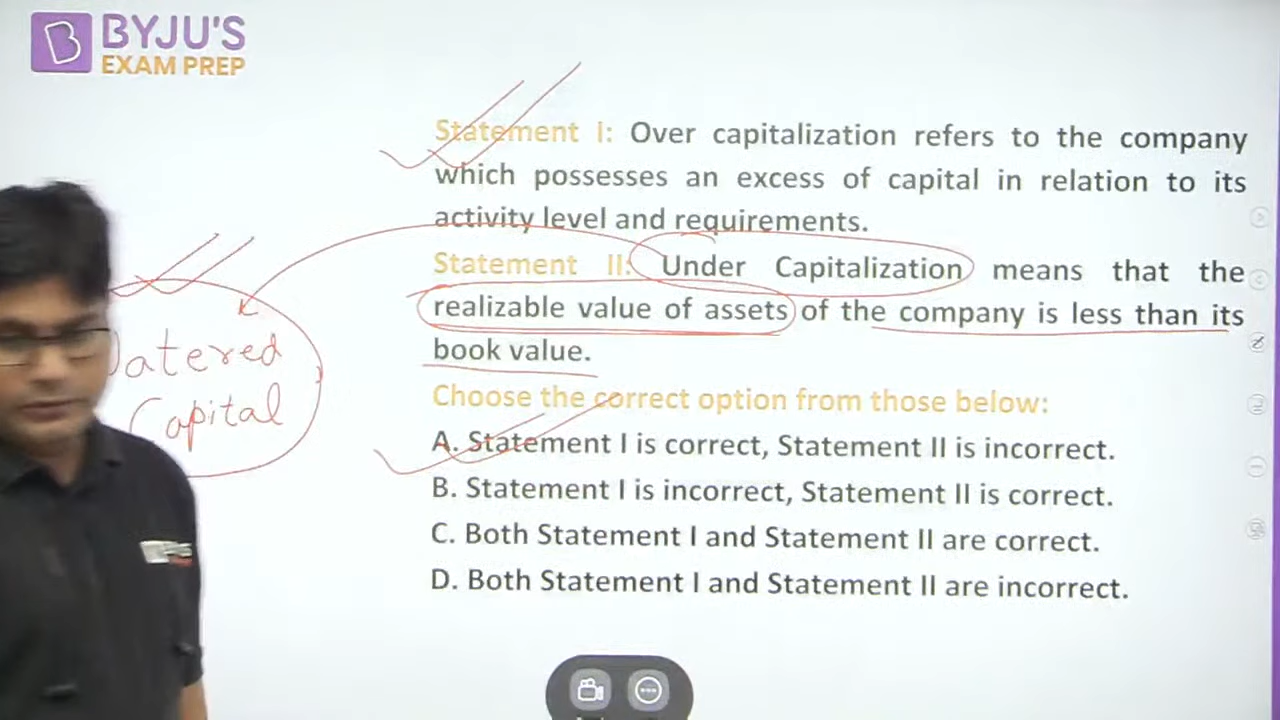 BYJU'S
EXAM PREP
Statement I: Over capitalization refers to the company
which possesses an excess of capital in relation to its
activity level and requirements.
Statement II: Under Capitalization means that the
realizable value of assets of the company is less than its
book value.
Choose the correct option from those below:
A. Statement I is correct, Statement II is incorrect.
B. Statement I is incorrect, Statement II is correct.
C. Both Statement I and Statement II are correct.
D. Both Statement I and Statement II are incorrect.
atered
Capital